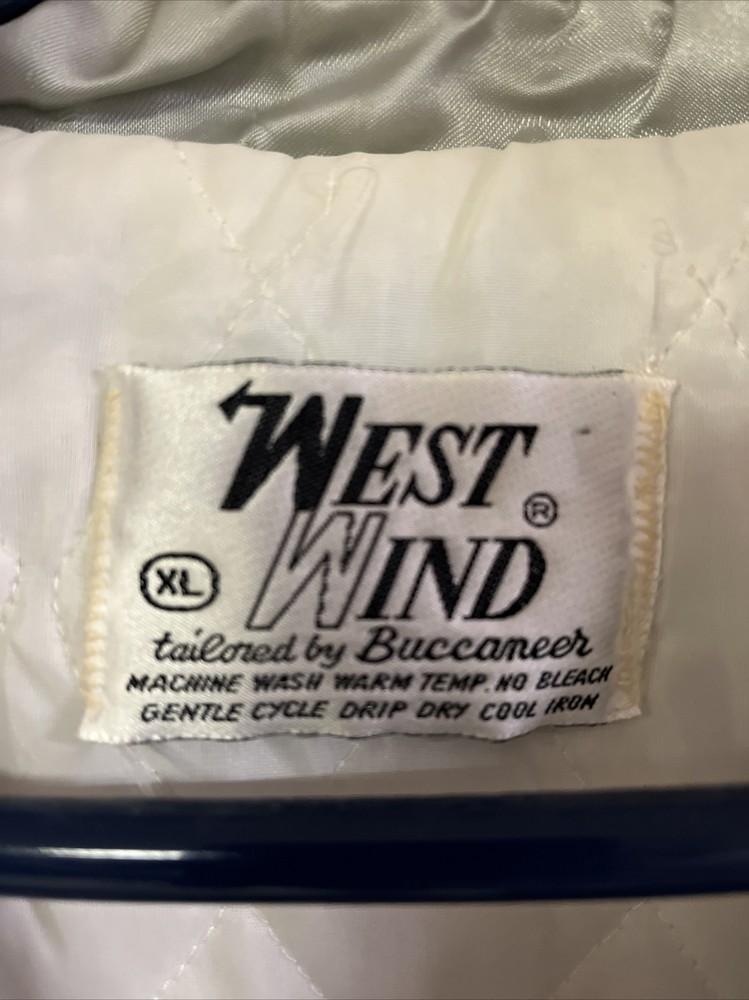 WEST
WIND ®
XL
tailored by Buccaneer
MACHINE WASH WARM TEMP. NO BLEACH
GENTLE CYCLE DRIP DRY COOL IRON